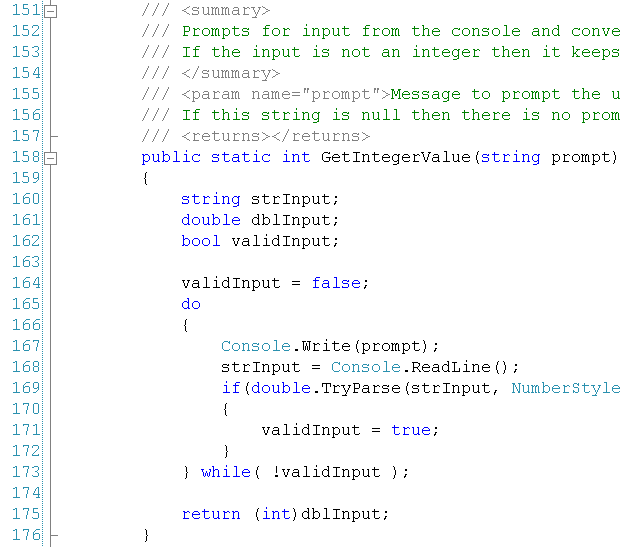 151 /// <summary>
152 /// Prompts for input from the console and conve
153 /// If the input is not an integer then it keeps
154 /// </summary>
155 /// <param name="prompt">Message to prompt the u
156 /// If this string is null then there is no prom
157 /// <returns></returns>
158 public static int GetIntegerValue(string prompt)
159 {
160 string strInput;
161 double dblInput;
162 bool validInput;
163
164 validInput = false;
165 do
166 {
167 Console.Write(prompt);
168 strInput = Console.ReadLine();
169 if(double.TryParse(strInput, NumberStyle
170 {
171 validInput = true;
172 }
173 } while( !validInput );
174
175 return (int)dblInput;
176 }